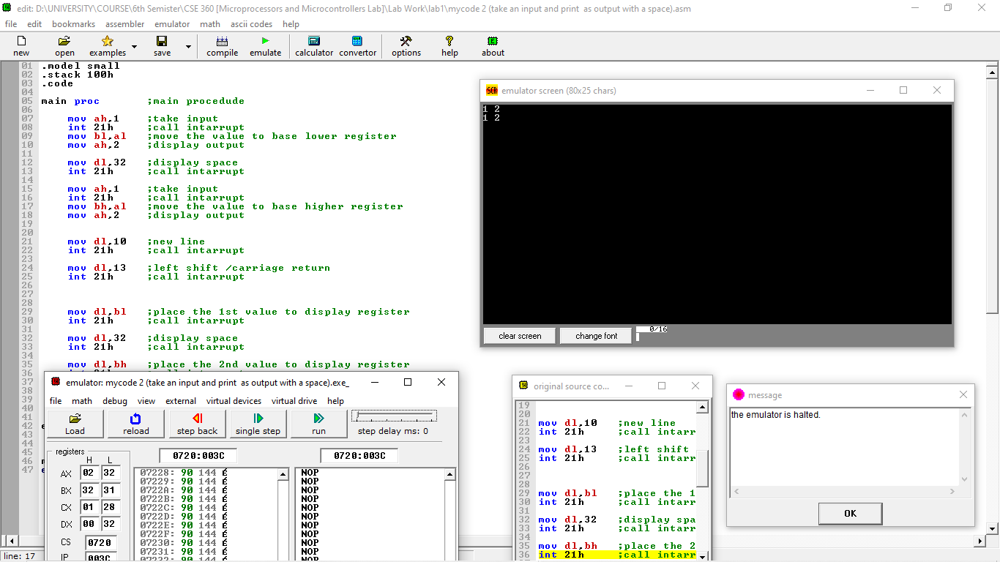 edit: D:\UNIVERSITY\COURSE\6th Semister\CSE 360 [Microprocessors and Microcontrollers Lab]\Lab Work\lab1\mycode 2 (take an input and print  as output with a space).asm
file edit bookmarks assembler emulator math ascii codes help
new open examples save compile emulate calculator convertor options help about
01 .model small
02 .stack 100h
03 .code
04
05 main proc ;main procedude
06
07 mov ah,1 ;take input
08 int 21h ;call intarrupt
09 mov bl,al ;move the value to base lower register
10 mov ah,2 ;display output
11
12 mov dl,32 ;display space
13 int 21h ;call intarrupt
14
15 mov ah,1 ;take input
16 int 21h ;call intarrupt
17 mov bh,al ;move the value to base higher register
18 mov ah,2 ;display output
19
20
21 mov dl,10 ;new line
22 int 21h ;call intarrupt
23
24 mov dl,13 ;left shift /carriage return
25 int 21h ;call intarrupt
26
27
28
29 mov dl,bl ;place the 1st value to display register
30 int 21h ;call intarrupt
31
32 mov dl,32 ;display space
33 int 21h ;call intarrupt
34
35 mov dl,bh ;place the 2nd value to display register
36
37
38
39
40
41
42
43
44
45
46
47
line: 17
emulator screen (80x25 chars)
1 2
1 2
clear screen change font 0/16
emulator: mycode 2 (take an input and print  as output with a space).exe_
file math debug view external virtual devices virtual drive help
Load reload step back single step run step delay ms: 0
registers
H L
AX 02 32
BX 32 31
CX 01 28
DX 00 32
CS 0720
IP 003C
0720:003C
07228: 90 144 É
07229: 90 144 É
0722A: 90 144 É
0722B: 90 144 É
0722C: 90 144 É
0722D: 90 144 É
0722E: 90 144 É
0722F: 90 144 É
07230: 90 144 É
07231: 90 144 É
0720:003C
NOP
NOP
NOP
NOP
NOP
NOP
NOP
NOP
NOP
NOP
original source co...
19
20
21 mov dl,10 ;new line
22 int 21h ;call intarr
23
24 mov dl,13 ;left shift
25 int 21h ;call intarr
26
27
28
29 mov dl,bl ;place the 1
30 int 21h ;call intarr
31
32 mov dl,32 ;display spa
33 int 21h ;call intarr
34
35 mov dl,bh ;place the 2
36 int 21h ;call intarr
message
the emulator is halted.
OK